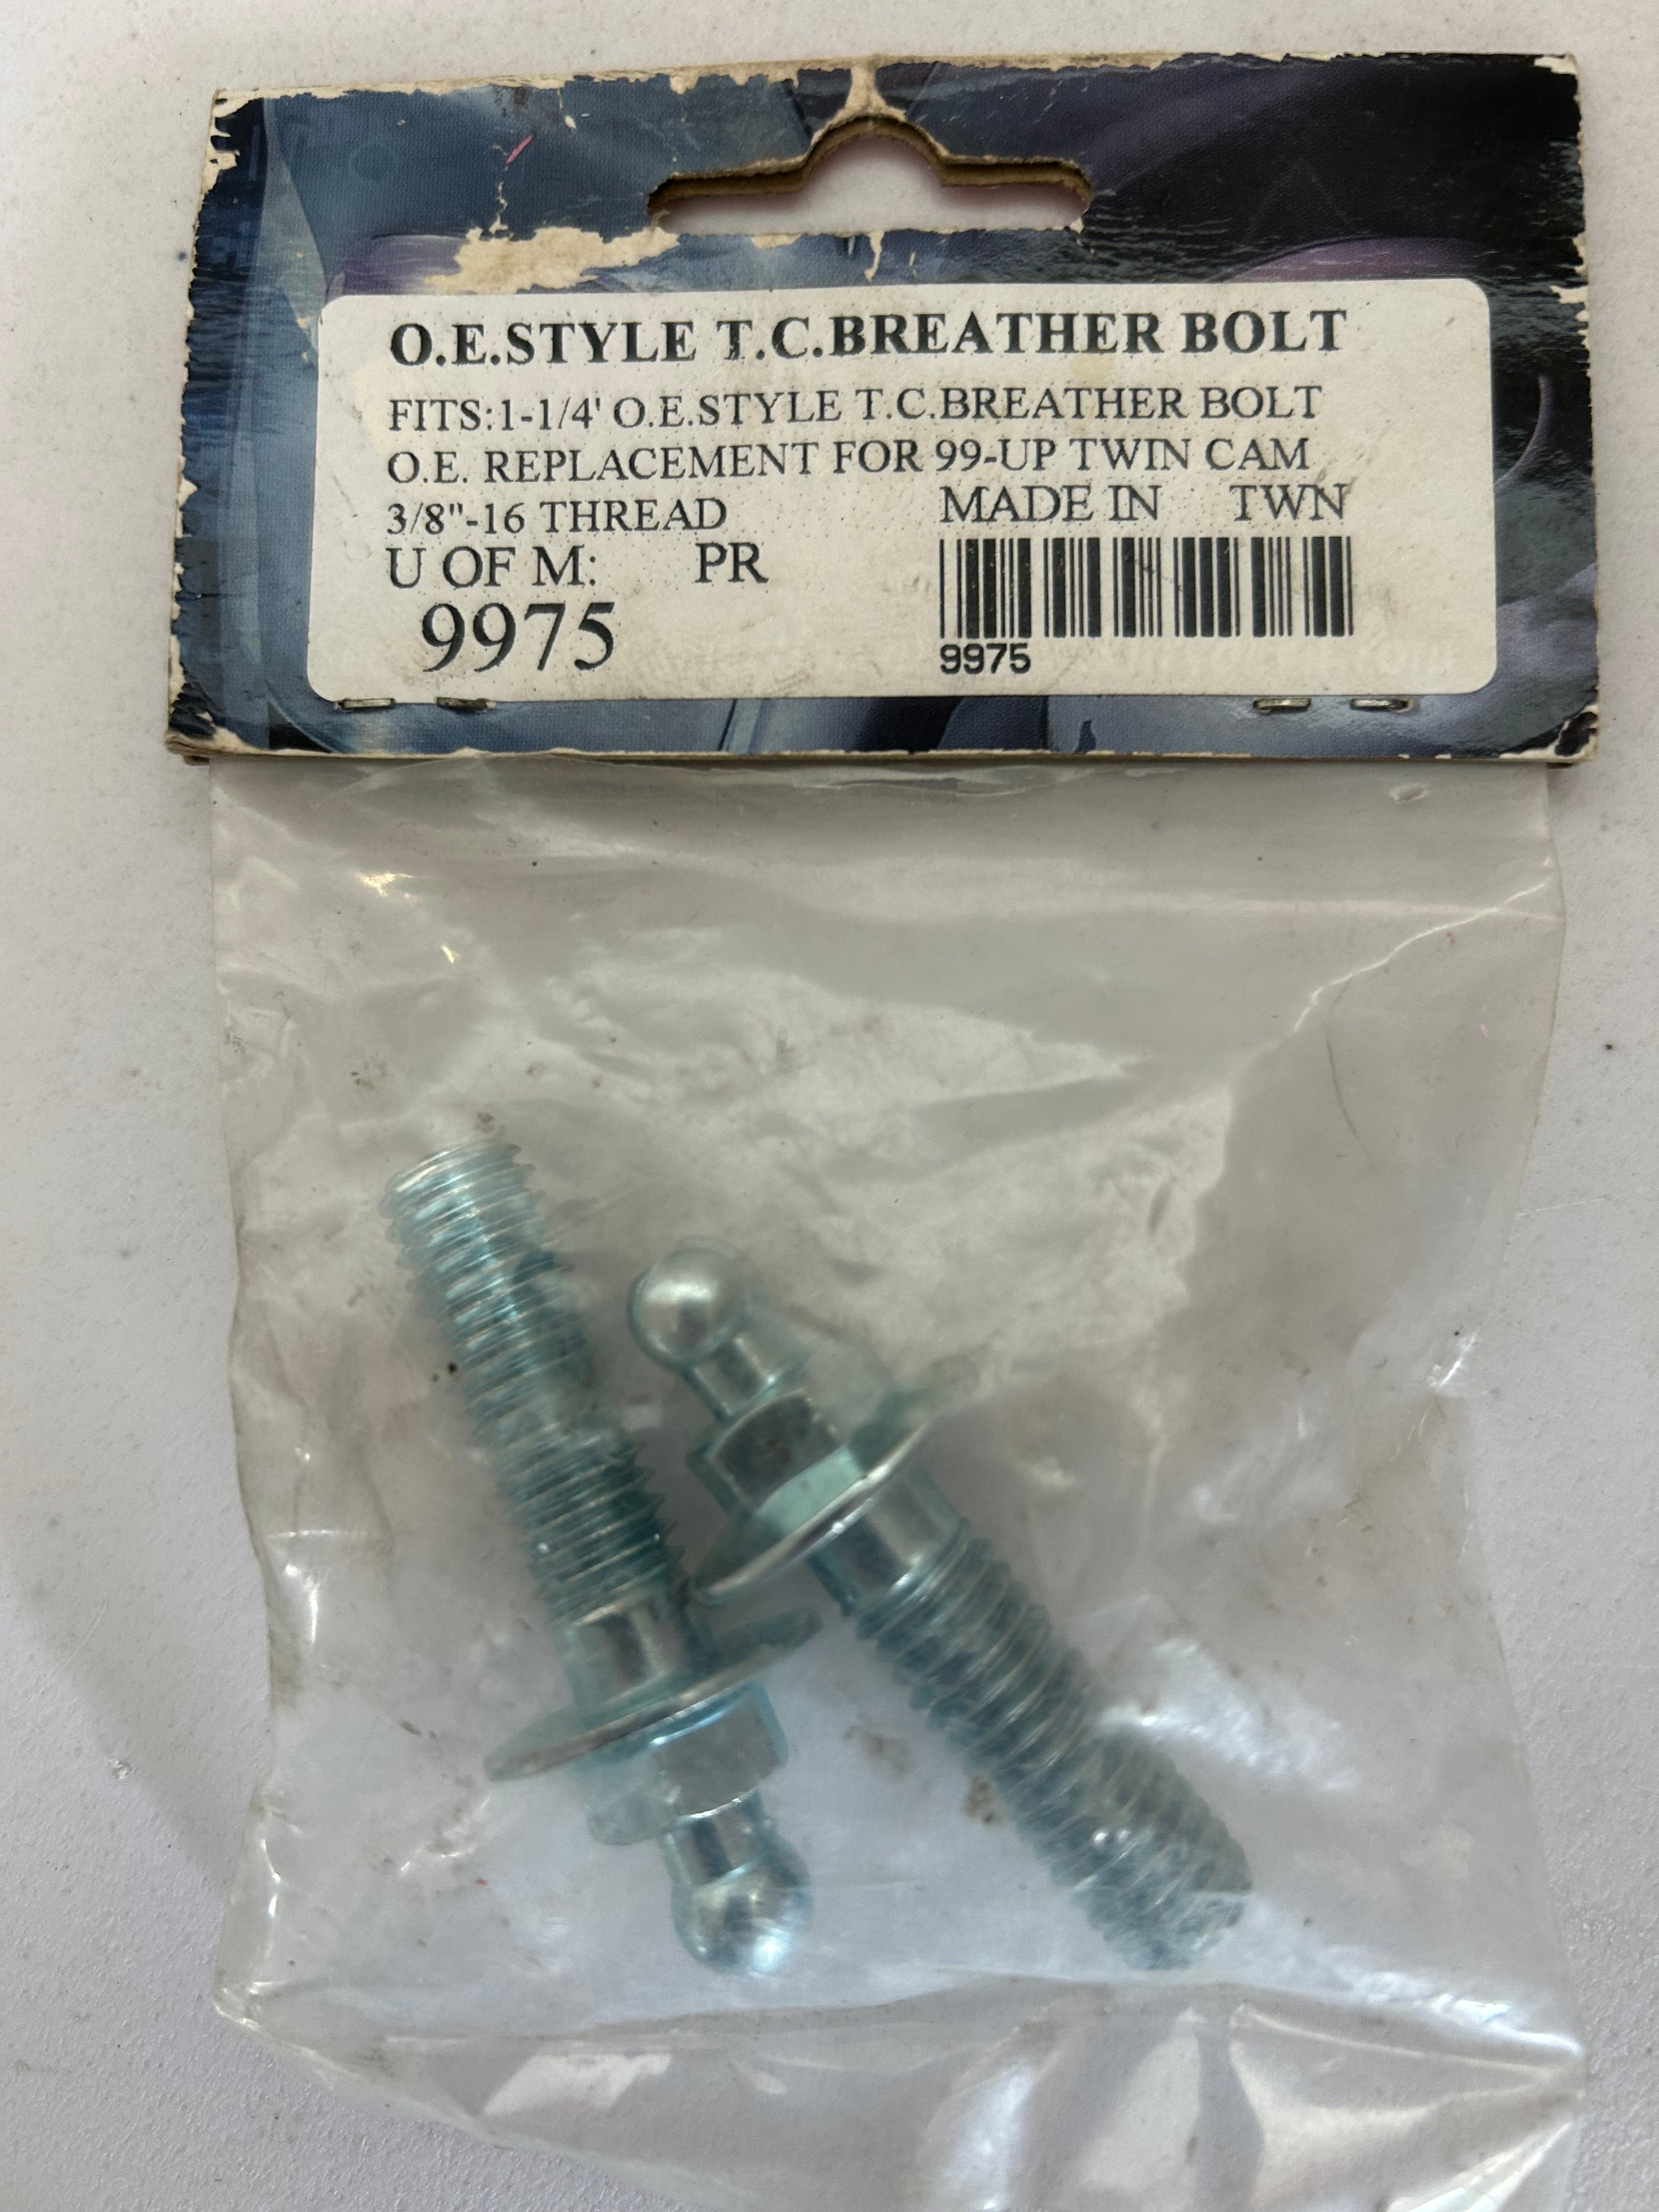 O.E.STYLE T.C.BREATHER BOLT
FITS:1-1/4' O.E.STYLE T.C.BREATHER BOLT
O.E. REPLACEMENT FOR 99-UP TWIN CAM
3/8"-16 THREAD MADE IN TWN
U OF M: PR
9975
9975